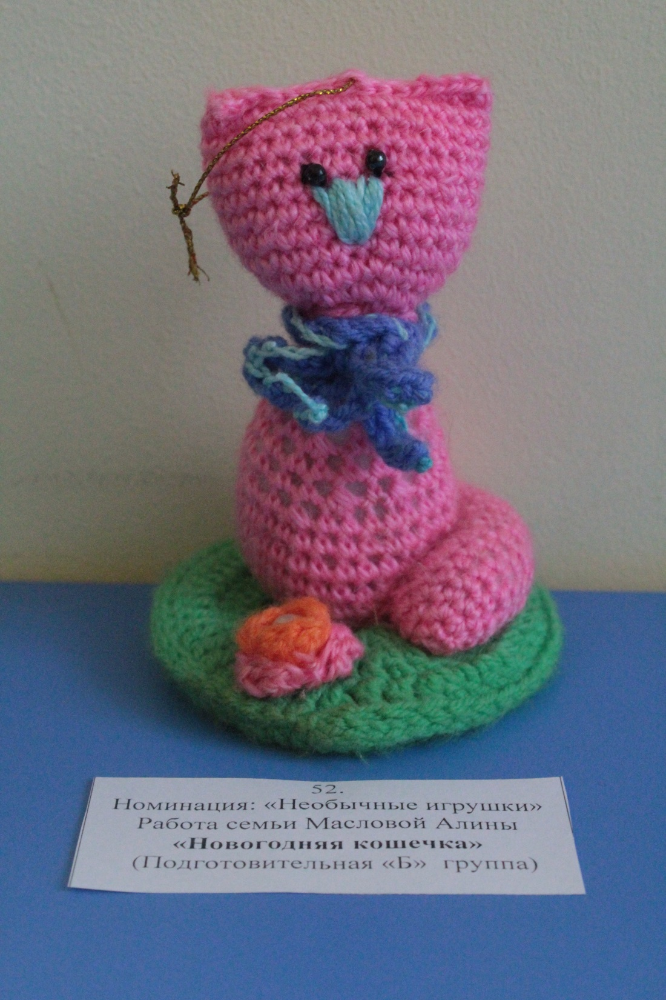 52.
Номинация: «Необычные игрушки»
Работа семьи Масловой Алины
«Новогодняя кошечка»
(Подготовительная «Б» группа)